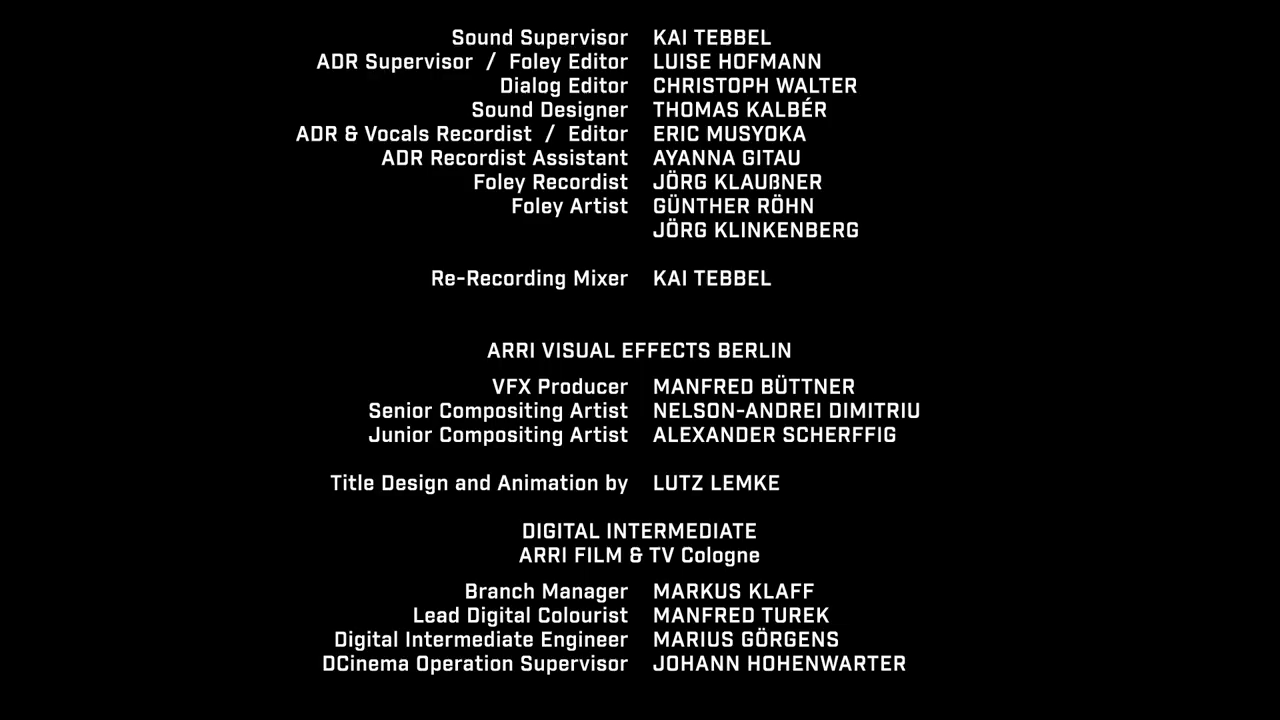 Sound Supervisor KAI TEBBEL
ADR Supervisor / Foley Editor LUISE HOFMANN
Dialog Editor CHRISTOPH WALTER
Sound Designer THOMAS KALBÉR
ADR & Vocals Recordist / Editor ERIC MUSYOKA
ADR Recordist Assistant AYANNA GITAU
Foley Recordist JÖRG KLAUßNER
Foley Artist GÜNTHER RÖHN
JÖRG KLINKENBERG
Re-Recording Mixer KAI TEBBEL
ARRI VISUAL EFFECTS BERLIN
VFX Producer MANFRED BÜTTNER
Senior Compositing Artist NELSON-ANDREI DIMITRIU
Junior Compositing Artist ALEXANDER SCHERFFIG
Title Design and Animation by LUTZ LEMKE
DIGITAL INTERMEDIATE
ARRI FILM & TV Cologne
Branch Manager MARKUS KLAFF
Lead Digital Colourist MANFRED TUREK
Digital Intermediate Engineer MARIUS GÖRGENS
DCinema Operation Supervisor JOHANN HOHENWARTER